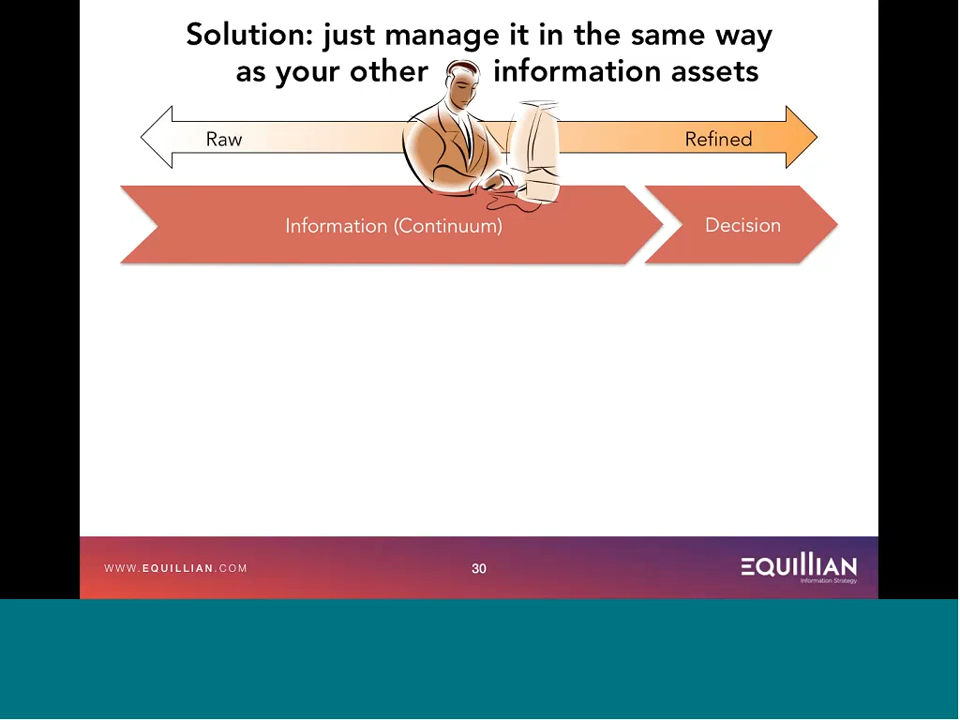 Solution: just manage it in the same way
as your other information assets
Raw
Refined
Information (Continuum)
Decision
WWW.EQUILLIAN.COM
30
EQUILLIAN
Information Strategy